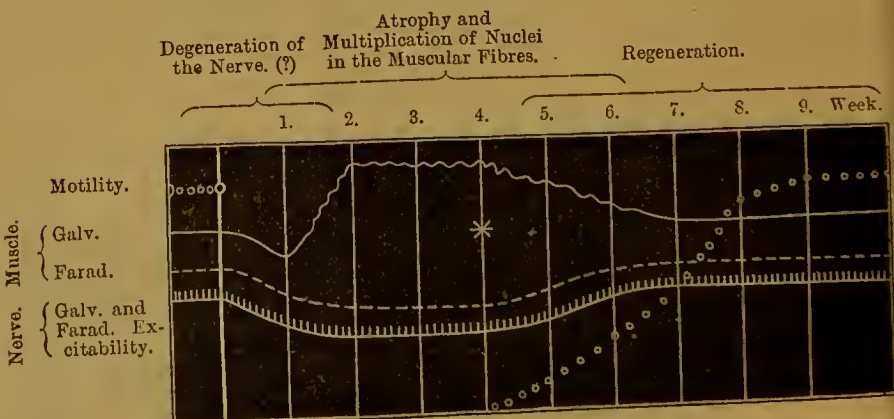 Degeneration of
the Nerve. (?)
Atrophy and
Multiplication of Nuclei
in the Muscular Fibres.
Regeneration.
1. 2. 3. 4. 5. 6. 7. 8. 9. Week.
Motility.
Muscle.
Galv.
Farad.
Nerve.
Galv. and
Farad. Ex-
citability.